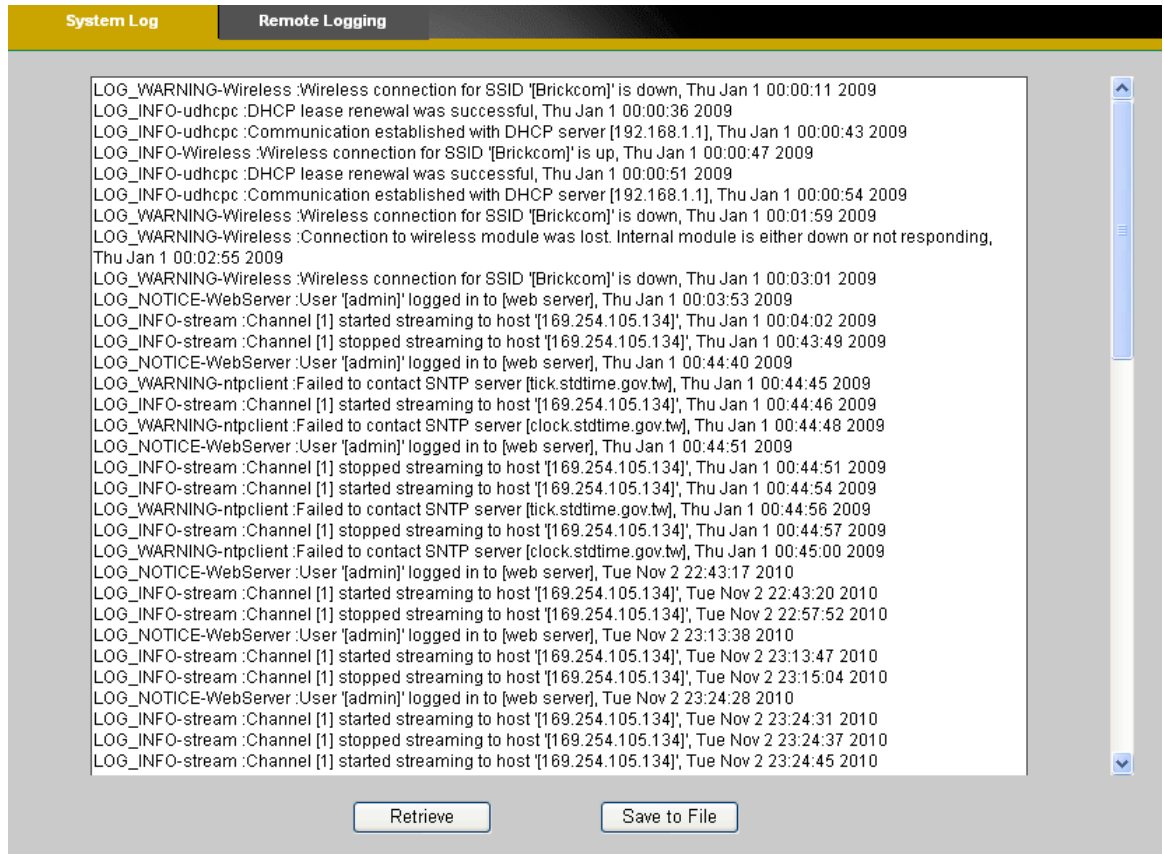 System Log
Remote Logging
LOG_WARNING-Wireless :Wireless connection for SSID '[Brickcom]' is down, Thu Jan 1 00:00:11 2009
LOG_INFO-udhcpc :DHCP lease renewal was successful, Thu Jan 1 00:00:36 2009
LOG_INFO-udhcpc :Communication established with DHCP server [192.168.1.1], Thu Jan 1 00:00:43 2009
LOG_INFO-Wireless :Wireless connection for SSID '[Brickcom]' is up, Thu Jan 1 00:00:47 2009
LOG_INFO-udhcpc :DHCP lease renewal was successful, Thu Jan 1 00:00:51 2009
LOG_INFO-udhcpc :Communication established with DHCP server [192.168.1.1], Thu Jan 1 00:00:54 2009
LOG_WARNING-Wireless :Wireless connection for SSID '[Brickcom]' is down, Thu Jan 1 00:01:59 2009
LOG_WARNING-Wireless :Connection to wireless module was lost. Internal module is either down or not responding,
Thu Jan 1 00:02:55 2009
LOG_WARNING-Wireless :Wireless connection for SSID '[Brickcom]' is down, Thu Jan 1 00:03:01 2009
LOG_NOTICE-WebServer :User '[admin]' logged in to [web server], Thu Jan 1 00:03:53 2009
LOG_INFO-stream :Channel [1] started streaming to host '[169.254.105.134]', Thu Jan 1 00:04:02 2009
LOG_INFO-stream :Channel [1] stopped streaming to host '[169.254.105.134]', Thu Jan 1 00:43:49 2009
LOG_NOTICE-WebServer :User '[admin]' logged in to [web server], Thu Jan 1 00:44:40 2009
LOG_WARNING-ntpclient :Failed to contact SNTP server [tick.stdtime.gov.tw], Thu Jan 1 00:44:45 2009
LOG_INFO-stream :Channel [1] started streaming to host '[169.254.105.134]', Thu Jan 1 00:44:46 2009
LOG_WARNING-ntpclient :Failed to contact SNTP server [clock.stdtime.gov.tw], Thu Jan 1 00:44:48 2009
LOG_NOTICE-WebServer :User '[admin]' logged in to [web server], Thu Jan 1 00:44:51 2009
LOG_INFO-stream :Channel [1] stopped streaming to host '[169.254.105.134]', Thu Jan 1 00:44:51 2009
LOG_INFO-stream :Channel [1] started streaming to host '[169.254.105.134]', Thu Jan 1 00:44:54 2009
LOG_WARNING-ntpclient :Failed to contact SNTP server [tick.stdtime.gov.tw], Thu Jan 1 00:44:56 2009
LOG_INFO-stream :Channel [1] stopped streaming to host '[169.254.105.134]', Thu Jan 1 00:44:57 2009
LOG_WARNING-ntpclient :Failed to contact SNTP server [clock.stdtime.gov.tw], Thu Jan 1 00:45:00 2009
LOG_NOTICE-WebServer :User '[admin]' logged in to [web server], Tue Nov 2 22:43:17 2010
LOG_INFO-stream :Channel [1] started streaming to host '[169.254.105.134]', Tue Nov 2 22:43:20 2010
LOG_INFO-stream :Channel [1] stopped streaming to host '[169.254.105.134]', Tue Nov 2 22:57:52 2010
LOG_NOTICE-WebServer :User '[admin]' logged in to [web server], Tue Nov 2 23:13:38 2010
LOG_INFO-stream :Channel [1] started streaming to host '[169.254.105.134]', Tue Nov 2 23:13:47 2010
LOG_INFO-stream :Channel [1] stopped streaming to host '[169.254.105.134]', Tue Nov 2 23:15:04 2010
LOG_NOTICE-WebServer :User '[admin]' logged in to [web server], Tue Nov 2 23:24:28 2010
LOG_INFO-stream :Channel [1] started streaming to host '[169.254.105.134]', Tue Nov 2 23:24:31 2010
LOG_INFO-stream :Channel [1] stopped streaming to host '[169.254.105.134]', Tue Nov 2 23:24:37 2010
LOG_INFO-stream :Channel [1] started streaming to host '[169.254.105.134]', Tue Nov 2 23:24:45 2010
Retrieve
Save to File